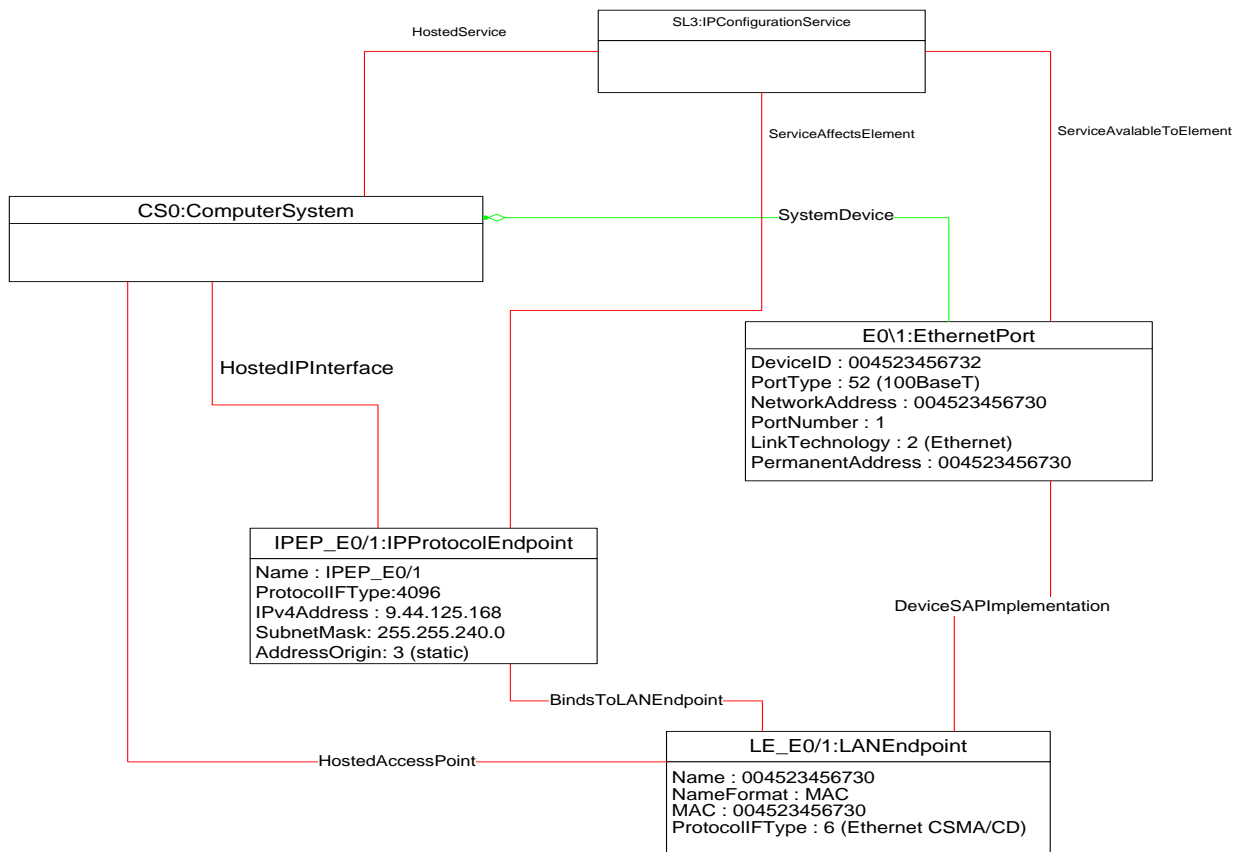 SL3:IPConfigurationService
HostedService
ServiceAffectsElement
ServiceAvalableToElement
CS0:ComputerSystem
SystemDevice
E0\1:EthernetPort
DeviceID : 004523456732
PortType : 52 (100BaseT)
NetworkAddress : 004523456730
PortNumber : 1
LinkTechnology : 2 (Ethernet)
PermanentAddress : 004523456730
HostedIPInterface
IPEP_E0/1:IPProtocolEndpoint
Name : IPEP_E0/1
ProtocolIFType:4096
IPv4Address : 9.44.125.168
SubnetMask: 255.255.240.0
AddressOrigin: 3 (static)
DeviceSAPImplementation
BindsToLANEndpoint
LE_E0/1:LANEndpoint
HostedAccessPoint
Name : 004523456730
NameFormat : MAC
MAC : 004523456730
ProtocolIFType : 6 (Ethernet CSMA/CD)